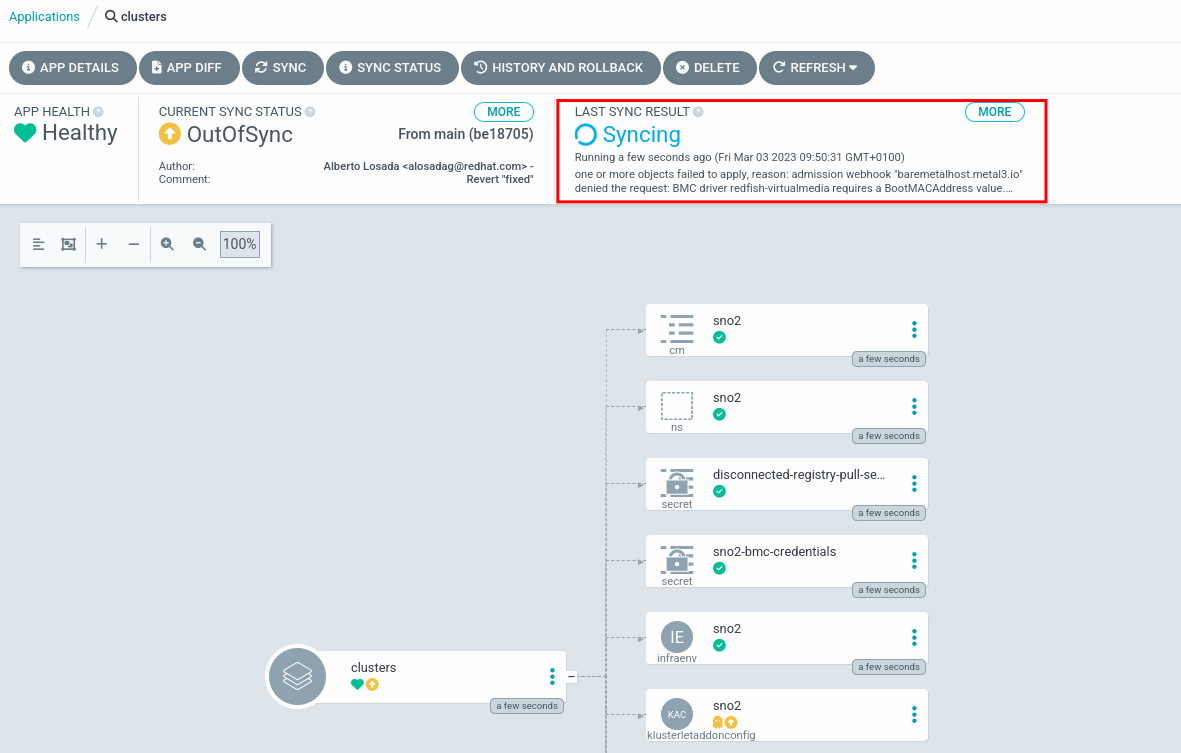 Applications / clusters
APP DETAILS APP DIFF SYNC SYNC STATUS HISTORY AND ROLLBACK DELETE REFRESH
APP HEALTH
Healthy
CURRENT SYNC STATUS MORE
OutOfSync From main (be18705)
Author: Alberto Losada <alosadag@redhat.com> -
Comment: Revert "fixed"
LAST SYNC RESULT MORE
Syncing
Running a few seconds ago (Fri Mar 03 2023 09:50:31 GMT+0100)
one or more objects failed to apply, reason: admission webhook "baremetalhost.metal3.io"
denied the request: BMC driver redfish-virtualmedia requires a BootMACAddress value....
100%
sno2
cm
a few seconds
sno2
ns
a few seconds
disconnected-registry-pull-se...
secret
a few seconds
sno2-bmc-credentials
secret
a few seconds
IE sno2
infraenv
a few seconds
clusters
a few seconds
KAC sno2
klusterletaddonconfig